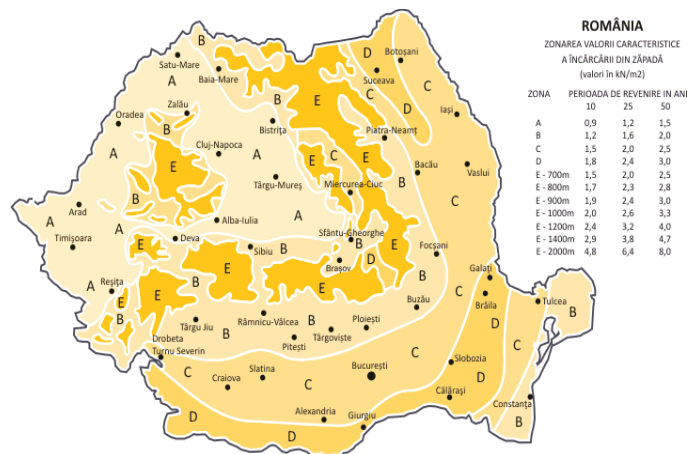 ROMÂNIA
ZONAREA VALORII CARACTERISTICE
A ÎNCĂRCĂRII DIN ZĂPADĂ
(valori în kN/m2)
ZONA PERIOADA DE REVENIRE IN ANI
10 25 50
A 0,9 1,2 1,5
B 1,2 1,6 2,0
C 1,5 2,0 2,5
D 1,8 2,4 3,0
E - 700m 1,5 2,0 2,5
E - 800m 1,7 2,3 2,8
E - 900m 1,9 2,4 3,0
E - 1000m 2,0 2,6 3,3
E - 1200m 2,4 3,2 4,0
E - 1400m 2,9 3,8 4,7
E - 2000m 4,8 6,4 8,0
B
D
Botoșani
Satu-Mare
Baia-Mare
Suceava
C
A
B
E
C
D
Iași
Oradea
Zalău
B
Bistrița
Piatra-Neamț
A
Cluj-Napoca
A
E
C
Bacău
Vaslui
E
Târgu-Mureș
Miercurea-Ciuc
B
C
Arad
B
A
Alba-Iulia
A
Timișoara
A
E
Deva
Sibiu
B
Sfântu-Gheorghe
B
E
Focșani
E
E
Brașov
D
B
Galați
Reșița
E
B
E
E
Buzău
Brăila
Tulcea
B
Târgu Jiu
B
Râmnicu-Vâlcea
B
Ploiești
Târgoviște
Pitești
C
D
C
Drobeta
Turnu Severin
C
Slatina
București
Slobozia
D
Craiova
C
Călărași
Constanța
D
Alexandria
Giurgiu
D
B